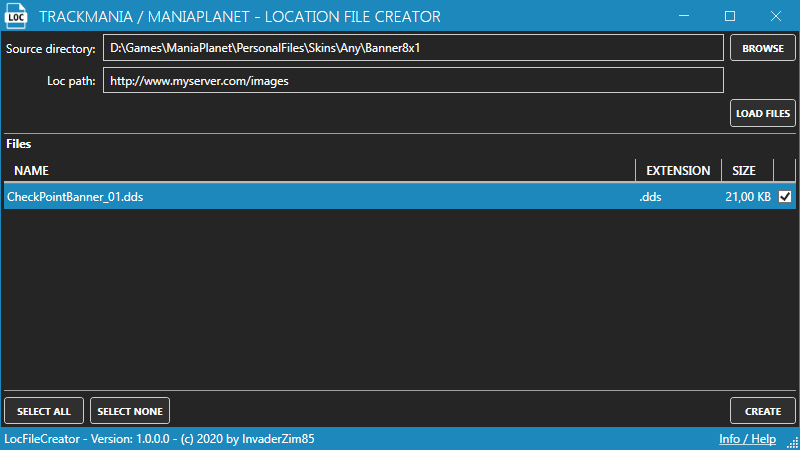 LOC TRACKMANIA / MANIAPLANET - LOCATION FILE CREATOR
Source directory: D:\Games\ManiaPlanet\PersonalFiles\Skins\Any\Banner8x1 BROWSE
Loc path: http://www.myserver.com/images
LOAD FILES
Files
NAME EXTENSION SIZE
CheckPointBanner_01.dds .dds 21,00 KB
SELECT ALL SELECT NONE CREATE
LocFileCreator - Version: 1.0.0.0 - (c) 2020 by InvaderZim85 Info / Help